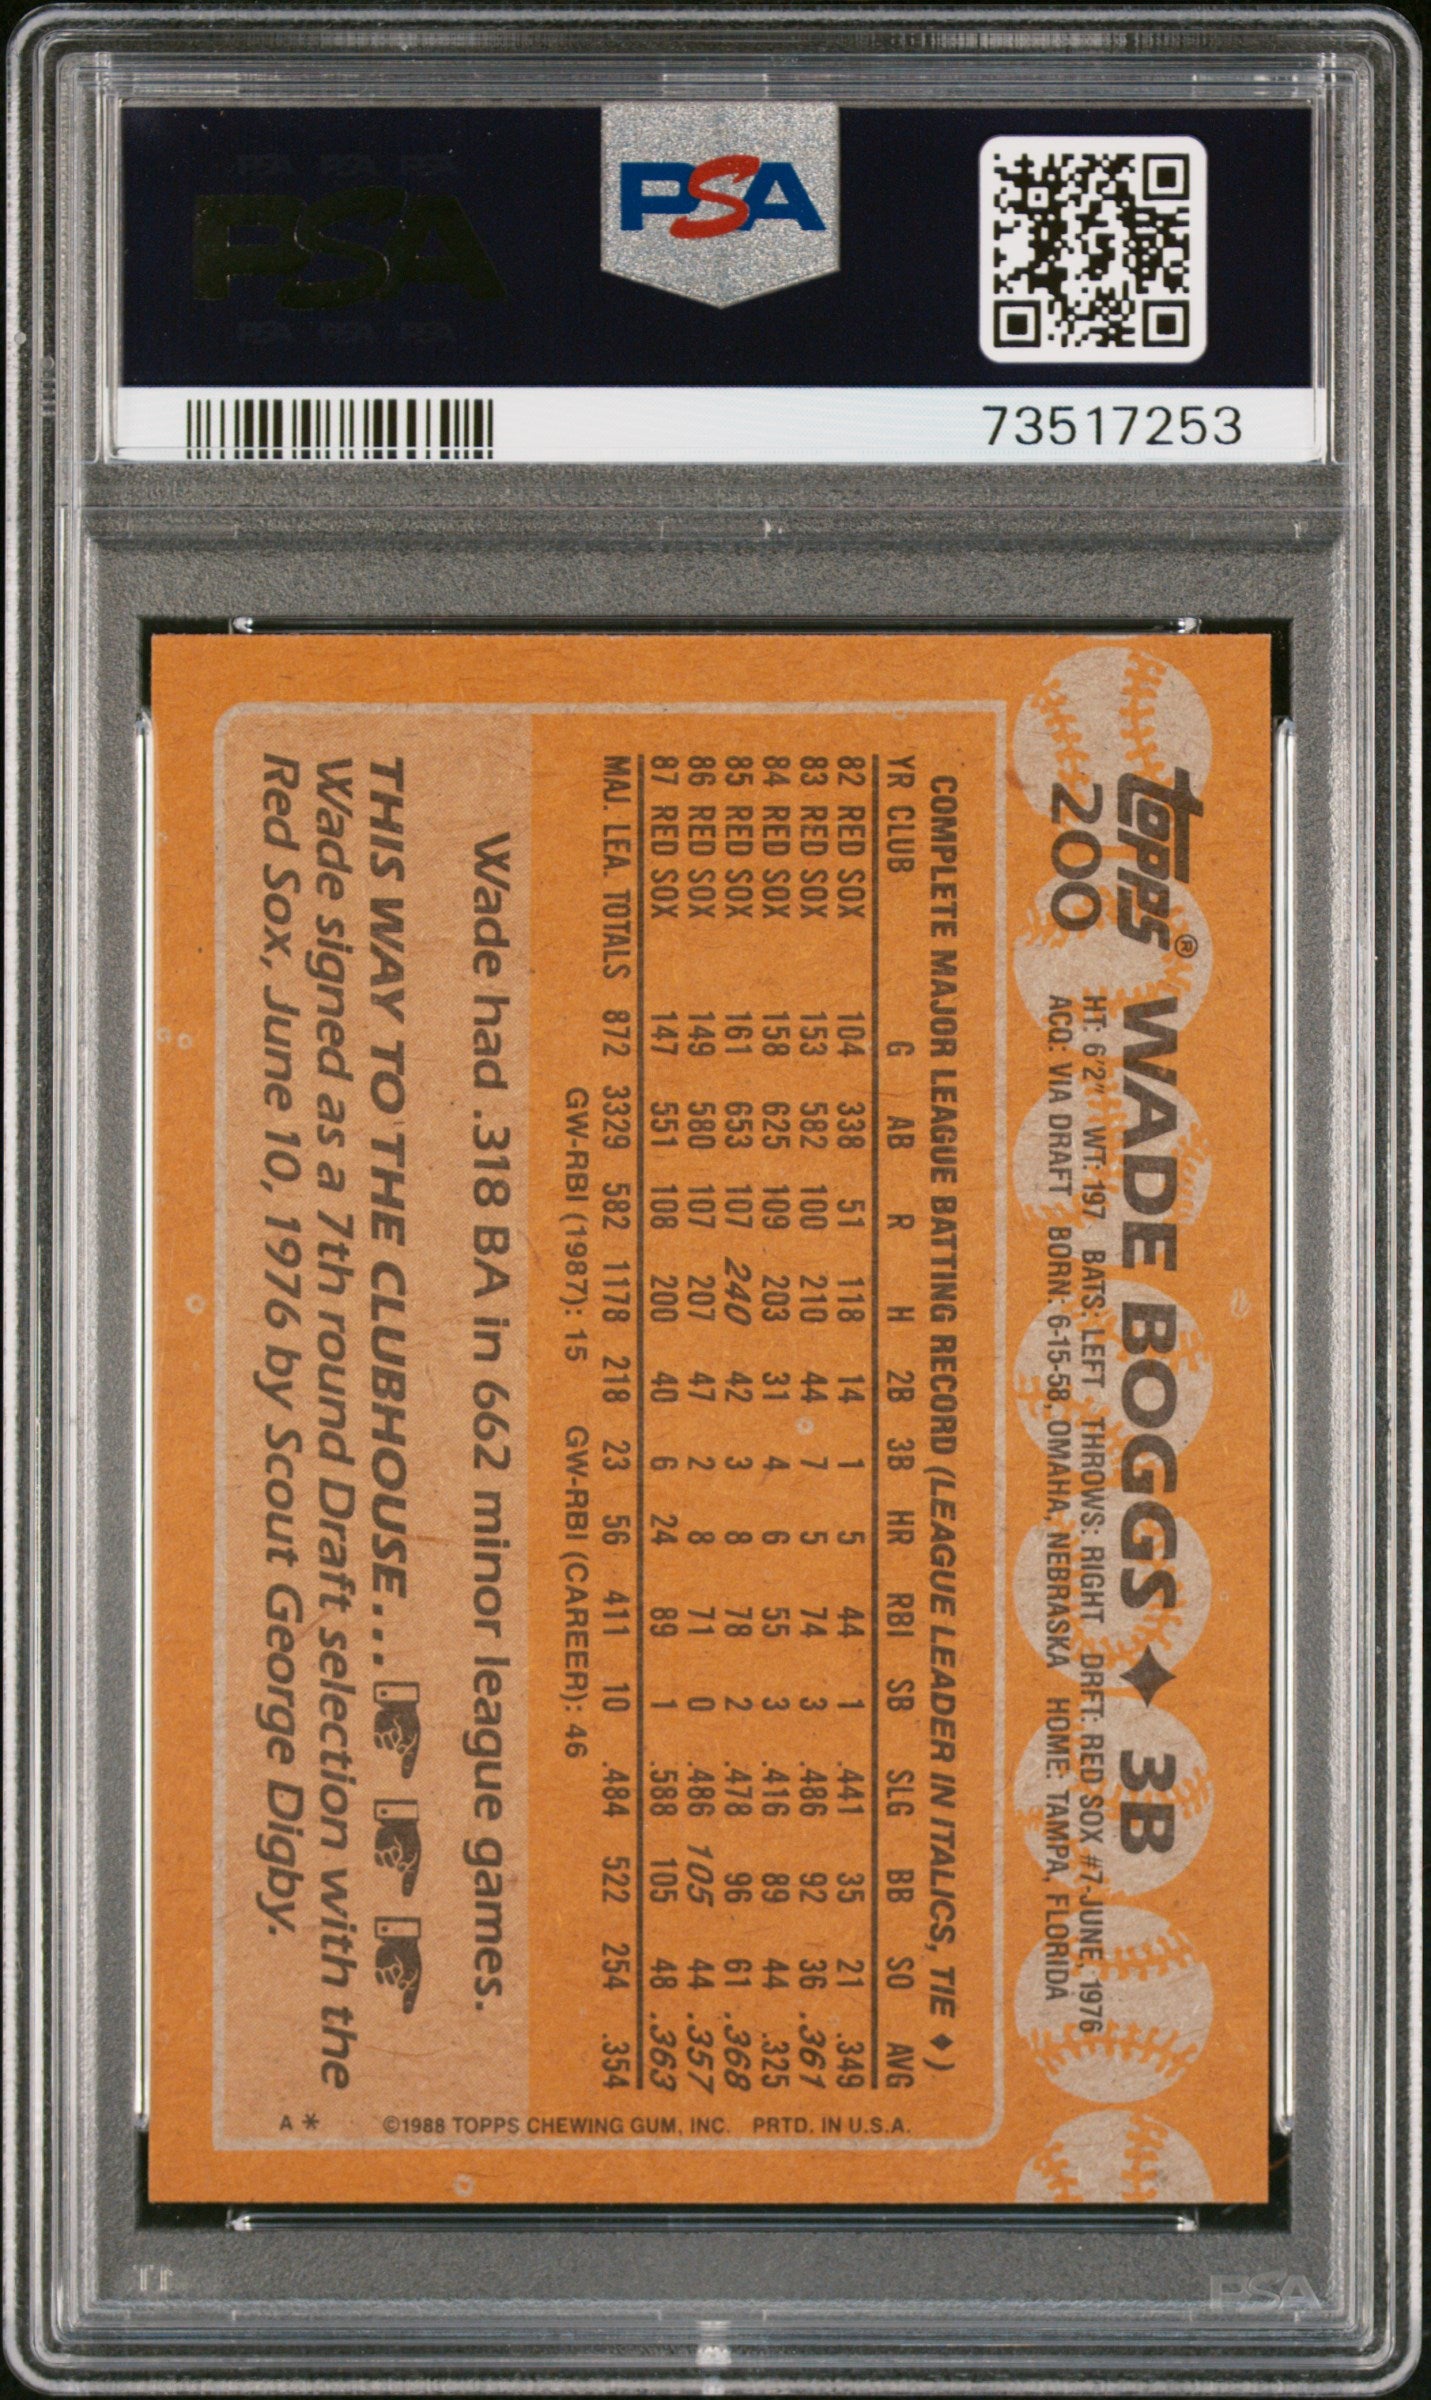 PSA PSA PSA
PSA
PSA PSA PSA
PSA
73517253
topps®
200
WADE BOGGS ✦ 3B
HT: 6'2" WT: 197 BATS: LEFT THROWS: RIGHT DRFT: RED SOX #7-JUNE, 1976
ACQ: VIA DRAFT BORN: 6-15-58, OMAHA, NEBRASKA HOME: TAMPA, FLORIDA
COMPLETE MAJOR LEAGUE BATTING RECORD (LEAGUE LEADER IN ITALICS, TIE ♦)
YR CLUB G AB R H 2B 3B HR RBI SB SLG BB SO AVG
82 RED SOX 104 338 51 118 14 1 5 44 1 .441 35 21 .349
83 RED SOX 153 582 100 210 44 7 5 74 3 .486 92 36 .361
84 RED SOX 158 625 109 203 31 4 6 55 3 .416 89 44 .325
85 RED SOX 161 653 107 240 42 3 8 78 2 .478 96 61 .368
86 RED SOX 149 580 107 207 47 2 8 71 0 .486 105 44 .357
87 RED SOX 147 551 108 200 40 6 24 89 1 .588 105 48 .363
MAJ. LEA. TOTALS 872 3329 582 1178 218 23 56 411 10 .484 522 254 .354
GW-RBI (1987): 15 GW-RBI (CAREER): 46
Wade had .318 BA in 662 minor league games.
THIS WAY TO THE CLUBHOUSE...
Wade signed as a 7th round Draft selection with the
Red Sox, June 10, 1976 by Scout George Digby.
©1988 TOPPS CHEWING GUM, INC. PRTD. IN U.S.A.
A *
PSA